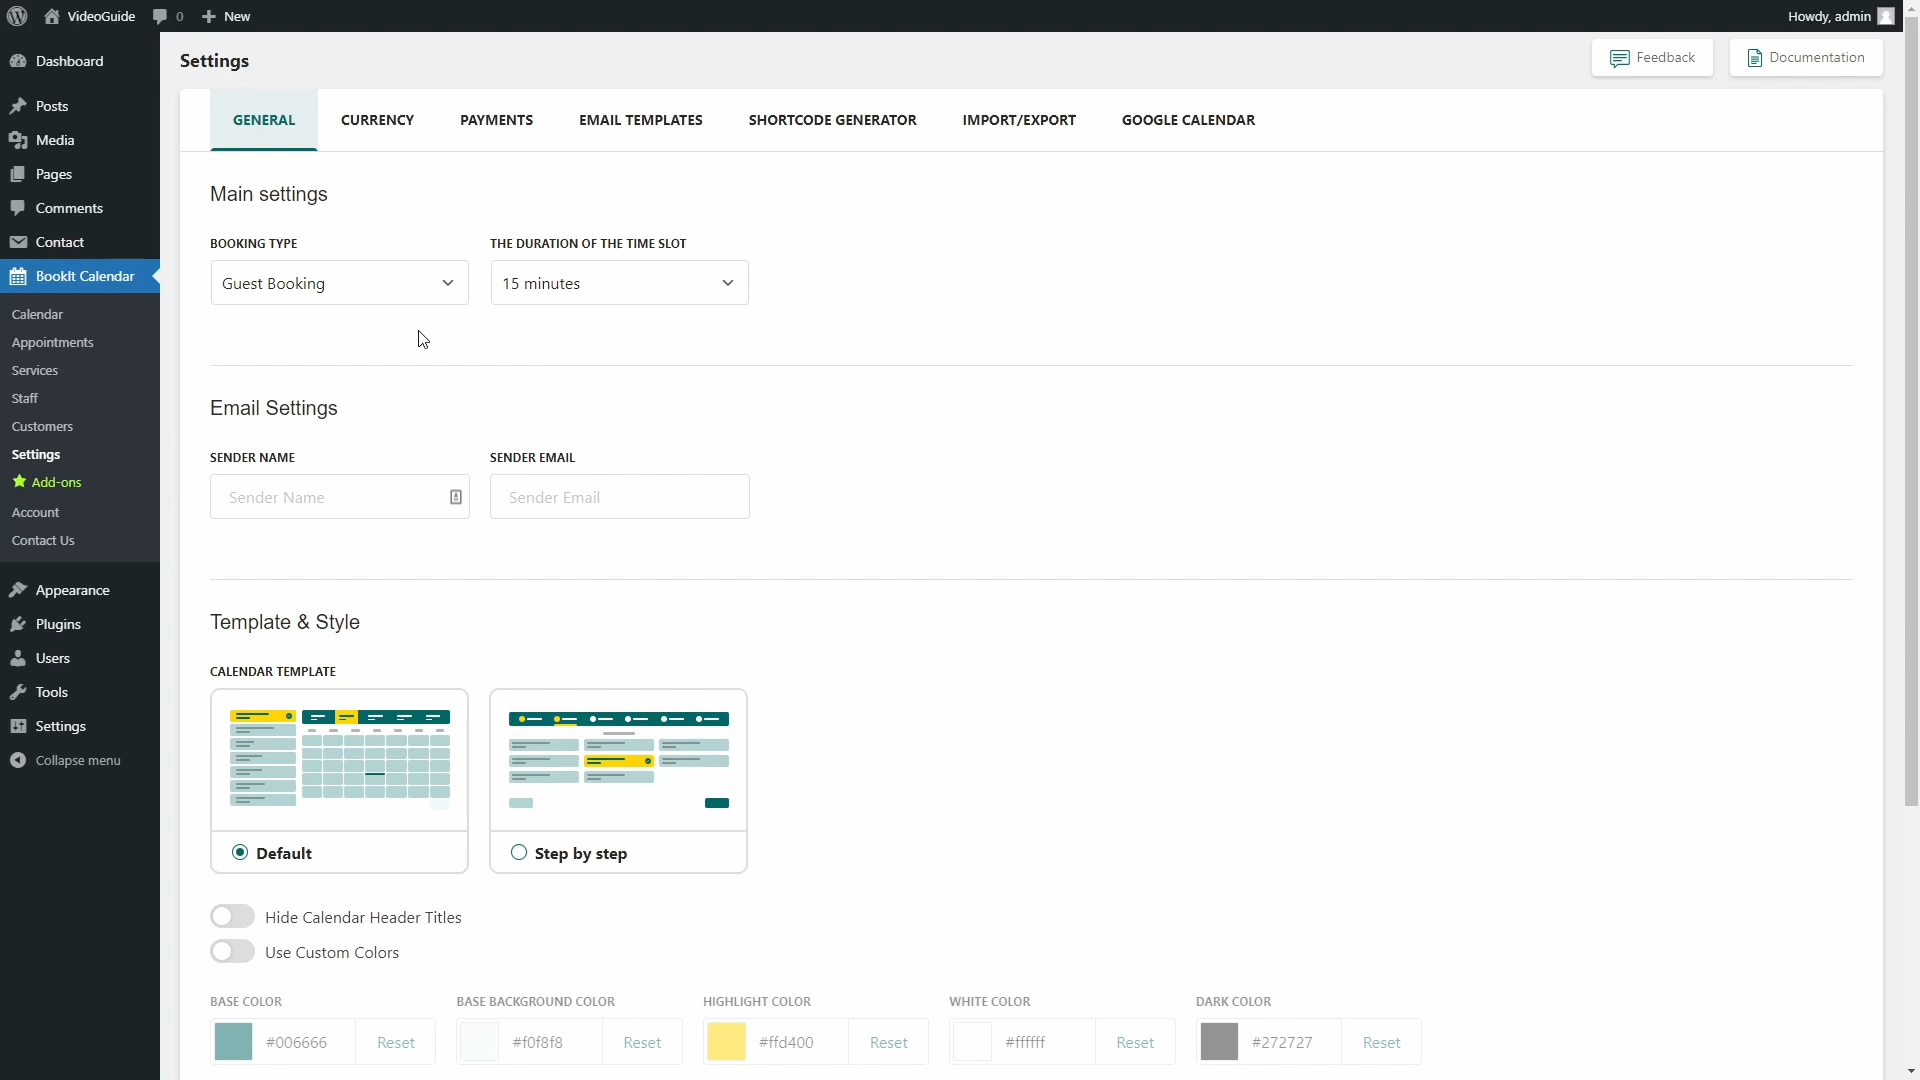 VideoGuide
0
New
Howdy, admin
Dashboard
Posts
Media
Pages
Comments
Contact
BookIt Calendar
Calendar
Appointments
Services
Staff
Customers
Settings
Add-ons
Account
Contact Us
Appearance
Plugins
Users
Tools
Settings
Collapse menu
Settings
Feedback
Documentation
GENERAL
CURRENCY
PAYMENTS
EMAIL TEMPLATES
SHORTCODE GENERATOR
IMPORT/EXPORT
GOOGLE CALENDAR
Main settings
BOOKING TYPE
THE DURATION OF THE TIME SLOT
Guest Booking
15 minutes
Email Settings
SENDER NAME
SENDER EMAIL
Sender Name
Sender Email
Template & Style
CALENDAR TEMPLATE
Default
Step by step
Hide Calendar Header Titles
Use Custom Colors
BASE COLOR
BASE BACKGROUND COLOR
HIGHLIGHT COLOR
WHITE COLOR
DARK COLOR
#006666
Reset
#f0f8f8
Reset
#ffd400
Reset
#ffffff
Reset
#272727
Reset